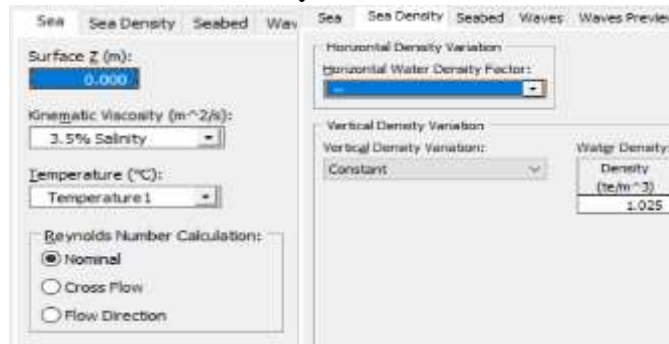 Sea Sea Density Seabed Wav
Surface Z (m):
0.000
Kinematic Viscosity (m^2/s):
3.5% Salinity
Temperature (°C):
Temperature1
Reynolds Number Calculation:
Nominal
Cross Flow
Flow Direction
Sea Sea Density Seabed Waves Waves Preview
Horizontal Density Variation
Horizontal Water Density Factor:
~
Vertical Density Variation
Vertical Density Variation:
Constant
Water Density:
Density
(te/m^3)
1.025